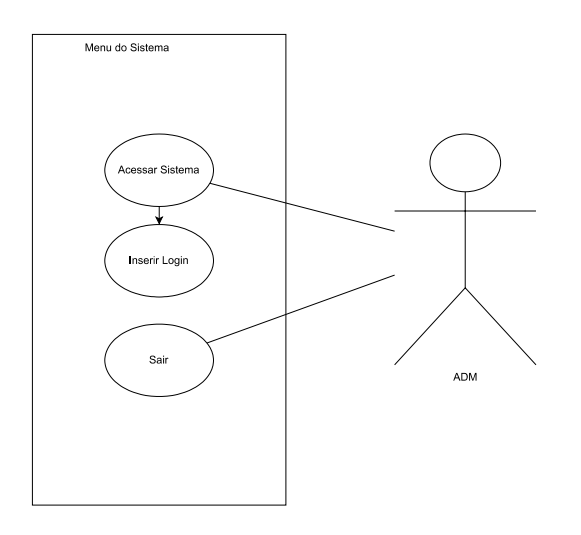 Menu do Sistema
Acessar Sistema
Inserir Login
Sair
ADM